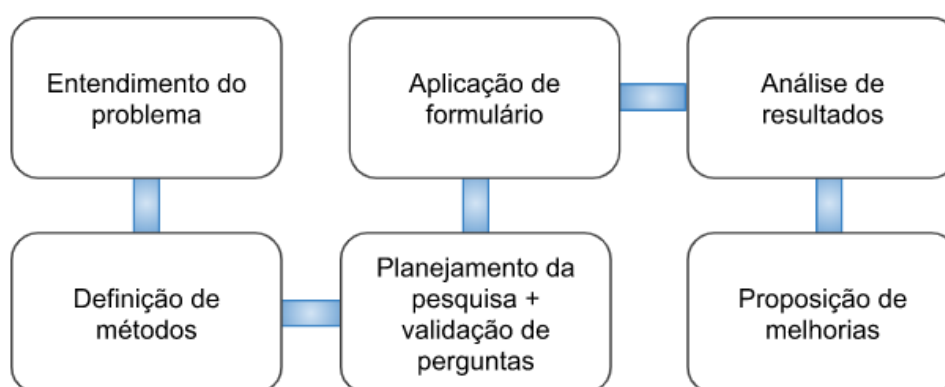 Entendimento do
problema
Aplicação de
formulário
Análise de
resultados
Definição de
métodos
Planejamento da
pesquisa +
validação de
perguntas
Proposição de
melhorias